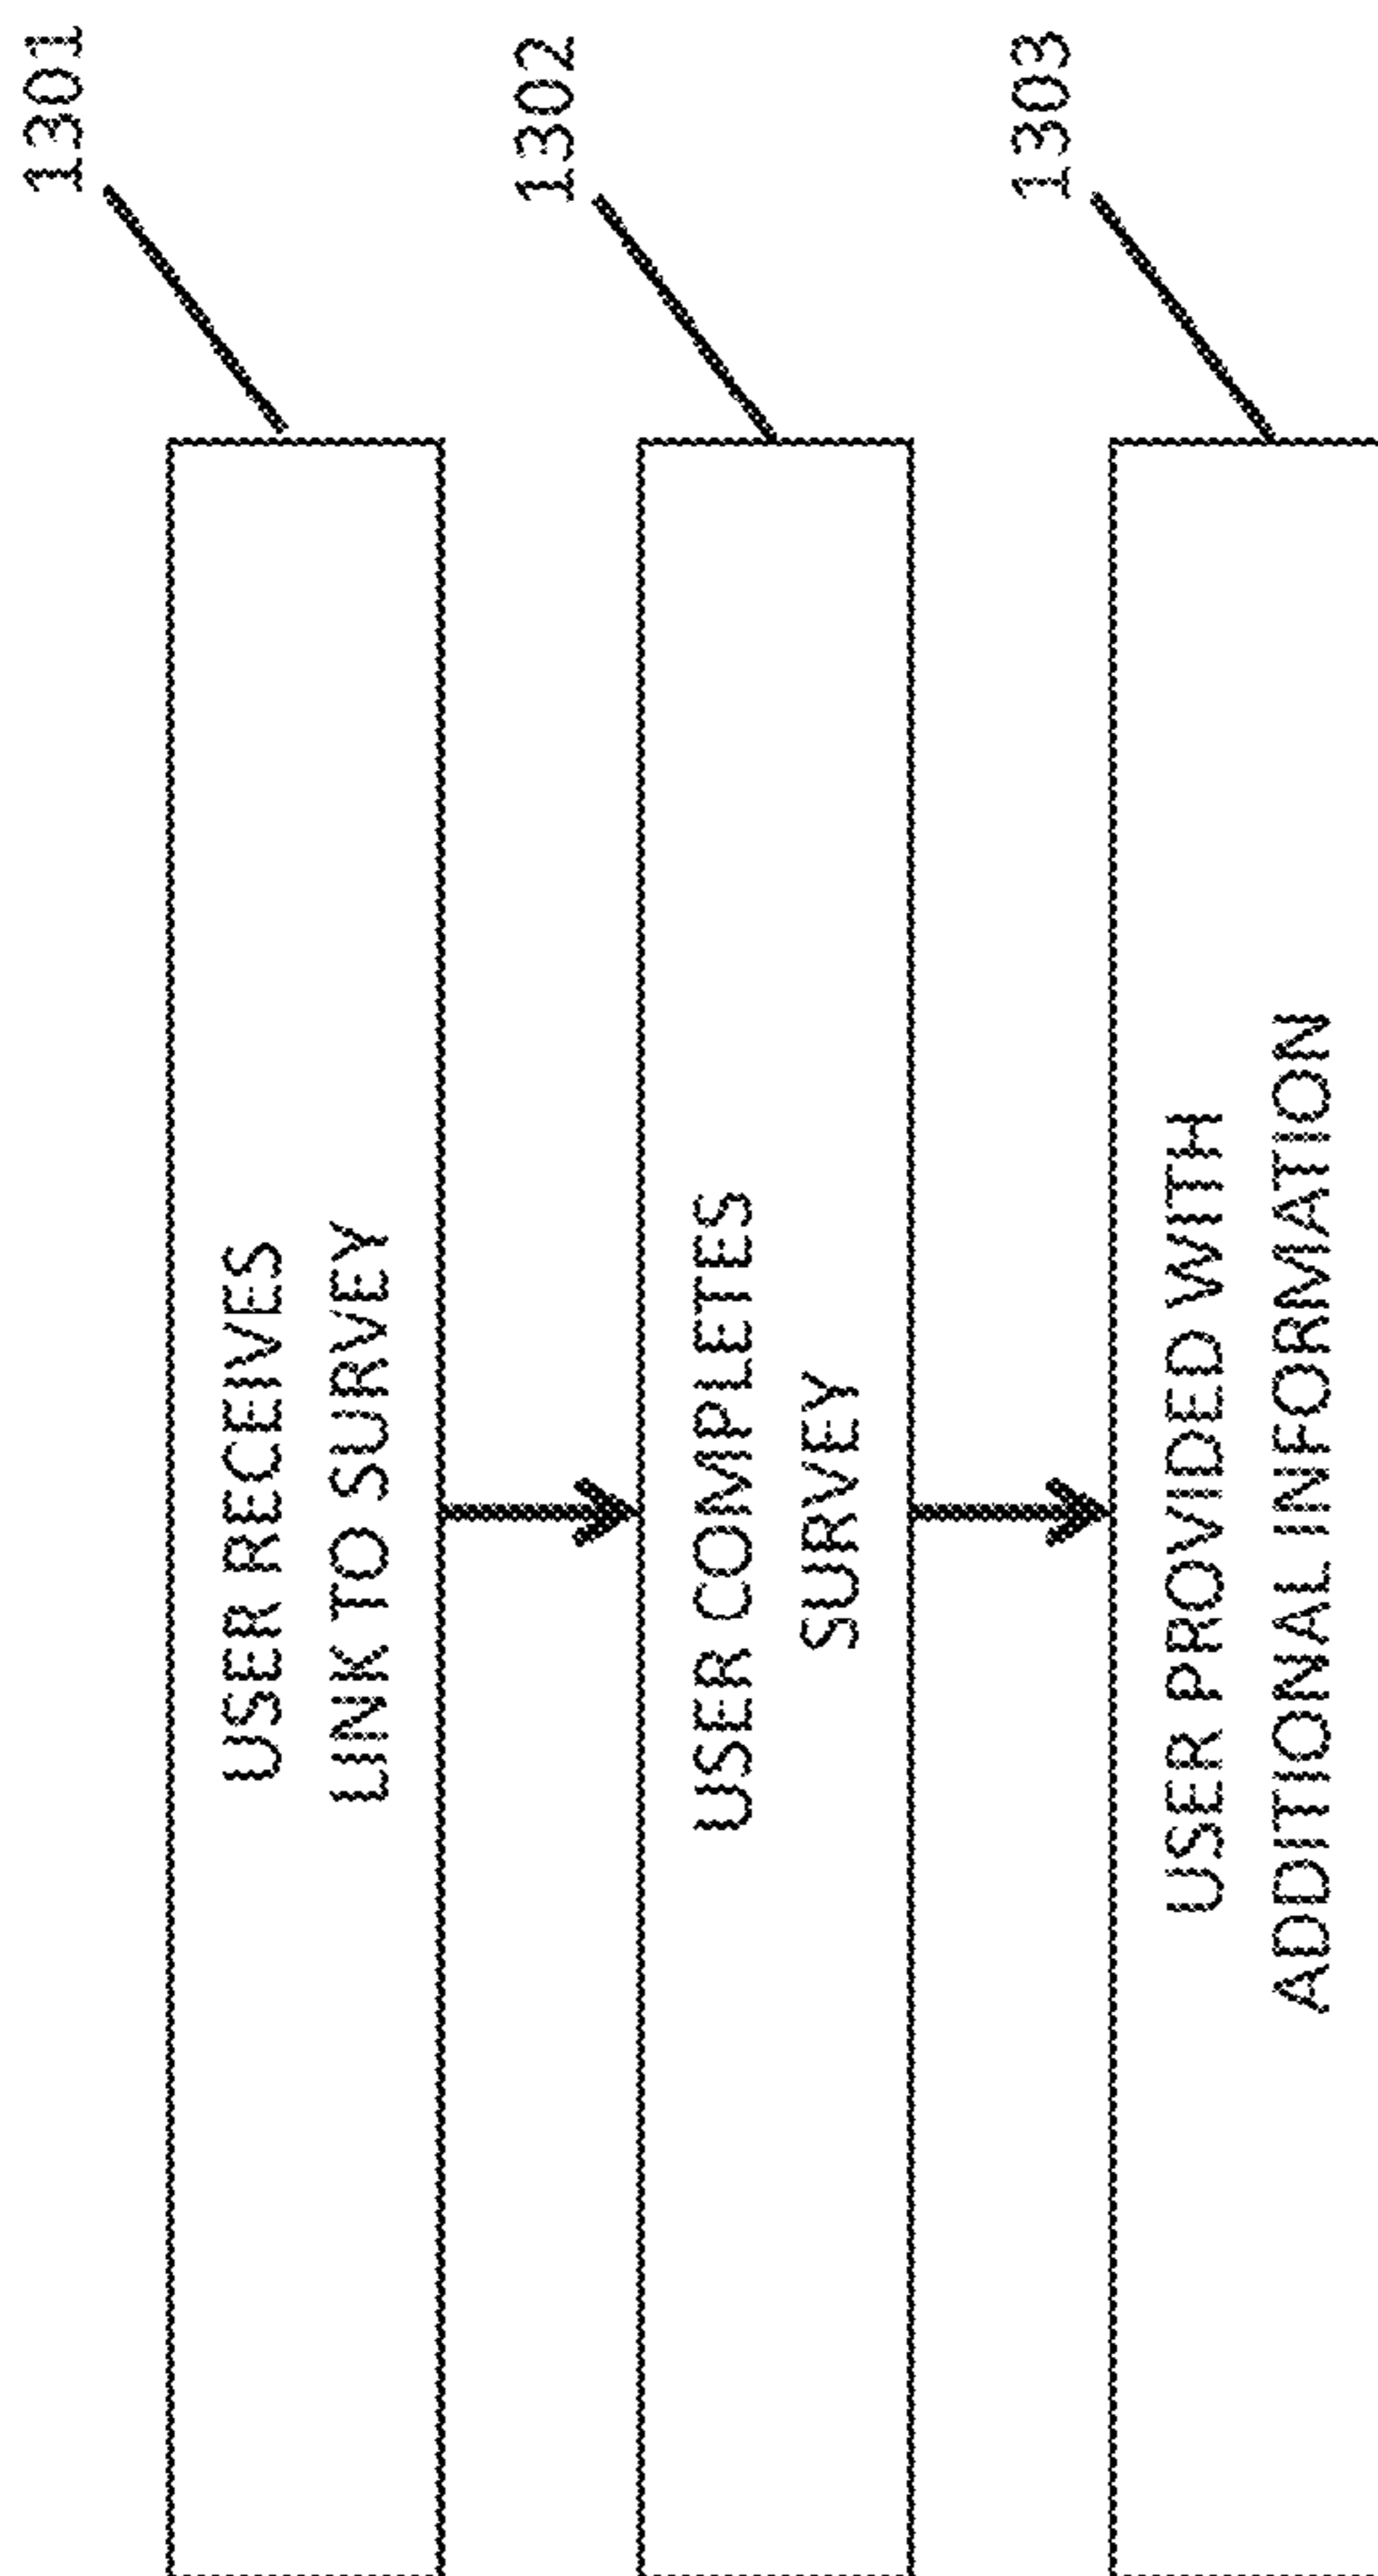 1301
USER RECEIVES
LINK TO SURVEY
1302
USER COMPLETES
SURVEY
1303
USER PROVIDED WITH
ADDITIONAL INFORMATION